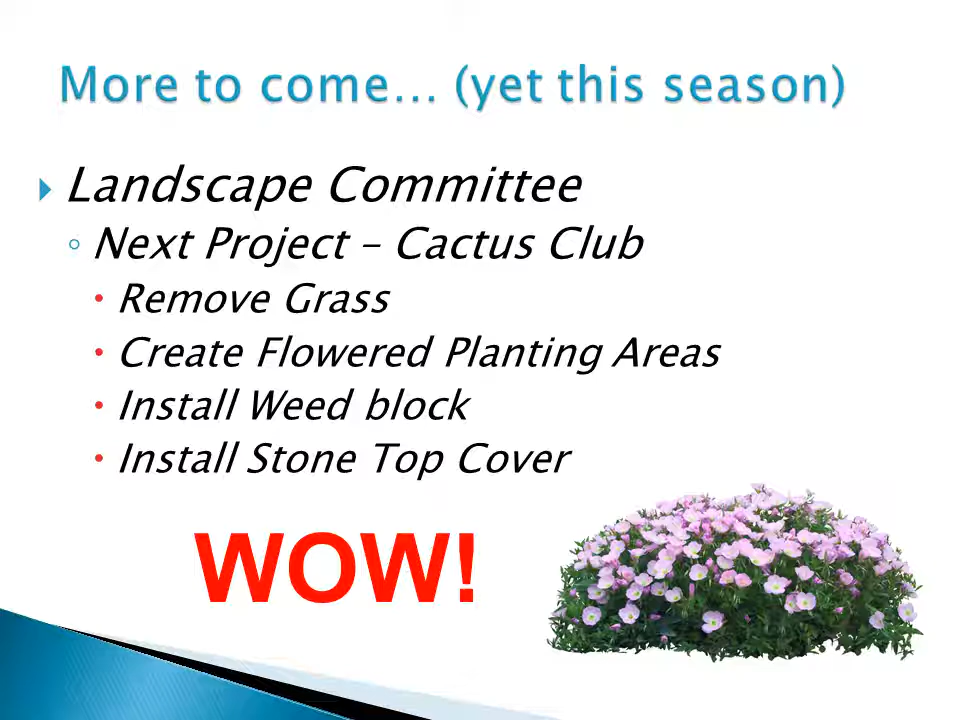 More to come… (yet this season)
Landscape Committee
Next Project – Cactus Club
Remove Grass
Create Flowered Planting Areas
Install Weed block
Install Stone Top Cover
WOW!